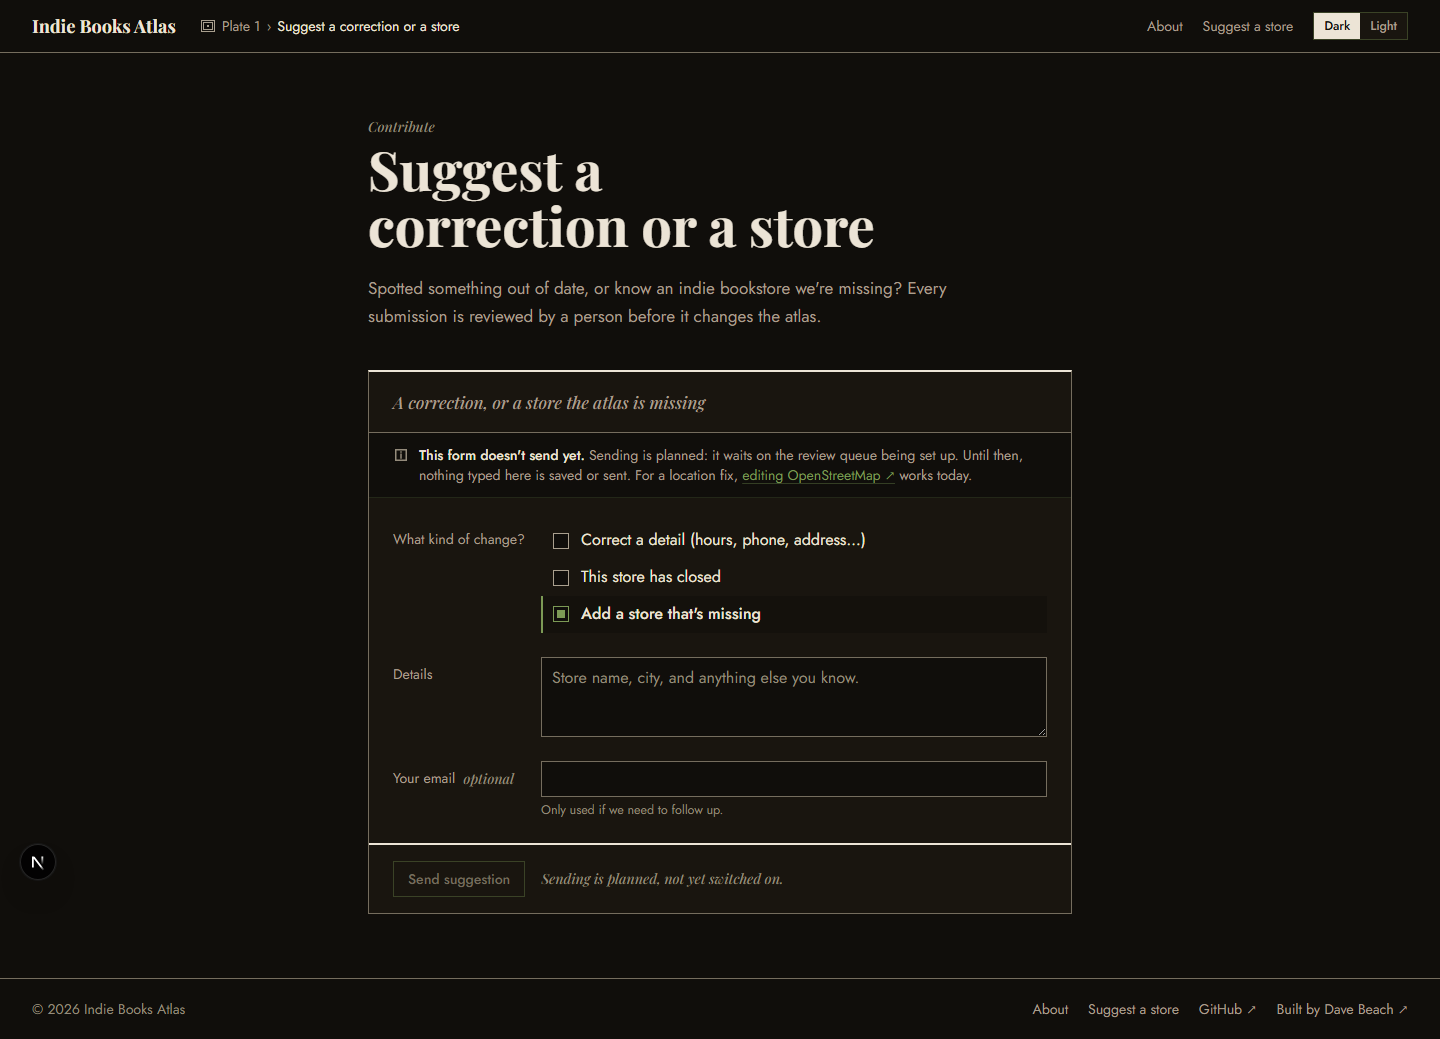 Indie Books Atlas
Plate 1 › Suggest a correction or a store
About
Suggest a store
Dark
Light
Contribute
Suggest a
correction or a store
Spotted something out of date, or know an indie bookstore we're missing? Every
submission is reviewed by a person before it changes the atlas.
A correction, or a store the atlas is missing
This form doesn't send yet. Sending is planned: it waits on the review queue being set up. Until then,
nothing typed here is saved or sent. For a location fix, editing OpenStreetMap ↗ works today.
What kind of change?
Correct a detail (hours, phone, address…)
This store has closed
Add a store that's missing
Details
Store name, city, and anything else you know.
Your email optional
Only used if we need to follow up.
N
Send suggestion
Sending is planned, not yet switched on.
© 2026 Indie Books Atlas
About
Suggest a store
GitHub ↗
Built by Dave Beach ↗